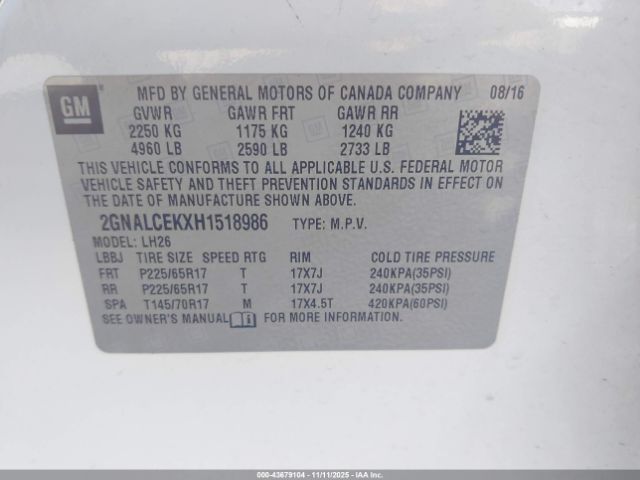 GM
MFD BY GENERAL MOTORS OF CANADA COMPANY 08/16
GVWR GAWR FRT GAWR RR
2250 KG 1175 KG 1240 KG
4960 LB 2590 LB 2733 LB
THIS VEHICLE CONFORMS TO ALL APPLICABLE U.S. FEDERAL MOTOR
VEHICLE SAFETY AND THEFT PREVENTION STANDARDS IN EFFECT ON
THE DATE OF MANUFACTURE SHOWN ABOVE.
2GNALCEKXH1518986 TYPE: M.P.V.
MODEL: LH26
LBBJ TIRE SIZE SPEED RTG RIM COLD TIRE PRESSURE
FRT P225/65R17 T 17X7J 240KPA(35PSI)
RR P225/65R17 T 17X7J 240KPA(35PSI)
SPA T145/70R17 M 17X4.5T 420KPA(60PSI)
SEE OWNER'S MANUAL FOR MORE INFORMATION.
000-43679104 - 11/11/2025 - IAAI.CA